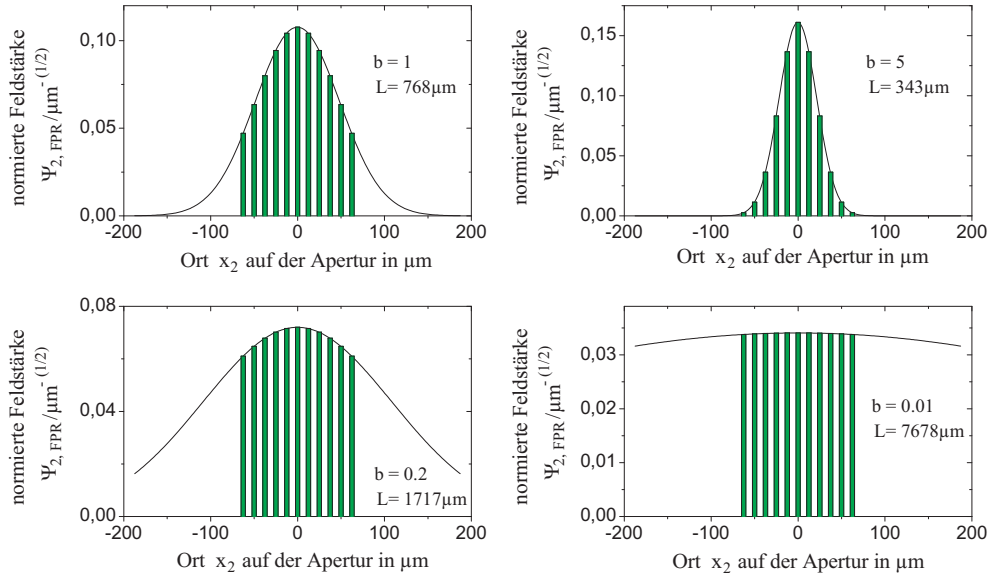 normierte Feldstärke
Ψ2, FPR /µm- (1/2)
0,10
0,05
0,00
b = 1
L= 768µm
-200 -100 0 100 200
Ort x2 auf der Apertur in µm
normierte Feldstärke
Ψ2, FPR /µm- (1/2)
0,15
0,10
0,05
0,00
b = 5
L= 343µm
-200 -100 0 100 200
Ort x2 auf der Apertur in µm
normierte Feldstärke
Ψ2, FPR /µm- (1/2)
0,08
0,04
0,00
b = 0.2
L= 1717µm
-200 -100 0 100 200
Ort x2 auf der Apertur in µm
normierte Feldstärke
Ψ2, FPR /µm- (1/2)
0,03
0,02
0,01
0,00
b = 0.01
L= 7678µm
-200 -100 0 100 200
Ort x2 auf der Apertur in µm